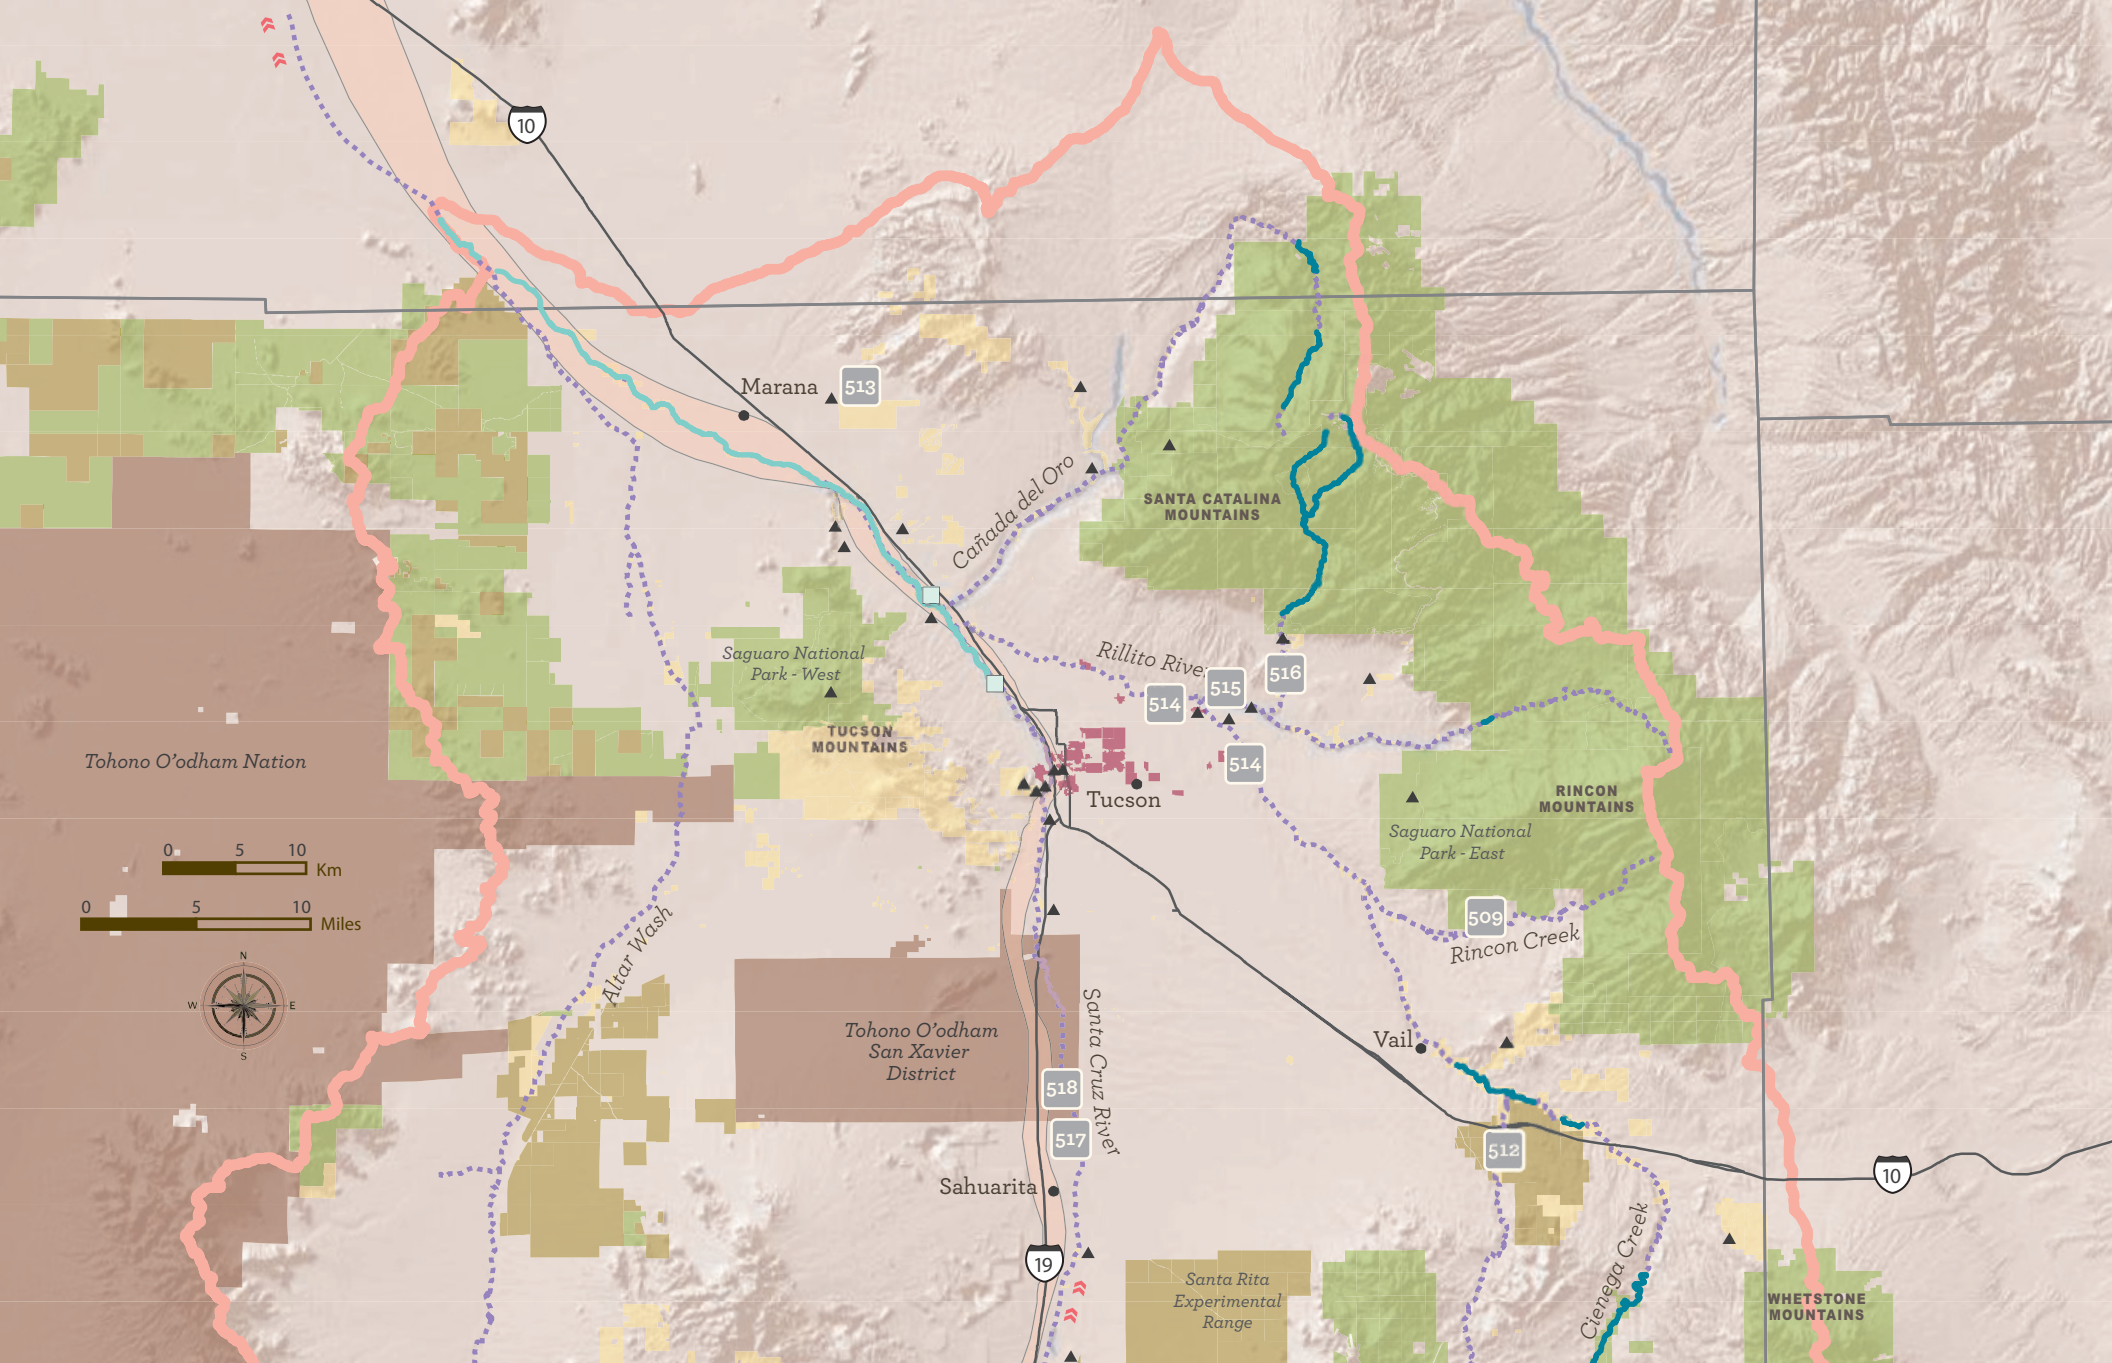 10
Marana
513
Cañada del Oro
SANTA CATALINA
MOUNTAINS
Saguaro National
Park - West
Rillito River
514
515
516
TUCSON
MOUNTAINS
Tohono O'odham Nation
514
Tucson
RINCON
MOUNTAINS
Saguaro National
Park - East
0 5 10
Km
0 5 10
Miles
509
Rincon Creek
Altar Wash
N
W E
S
Tohono O'odham
San Xavier
District
Santa Cruz River
Vail
518
517
512
Sahuarita
10
19
Cienega Creek
Santa Rita
Experimental
Range
WHETSTONE
MOUNTAINS